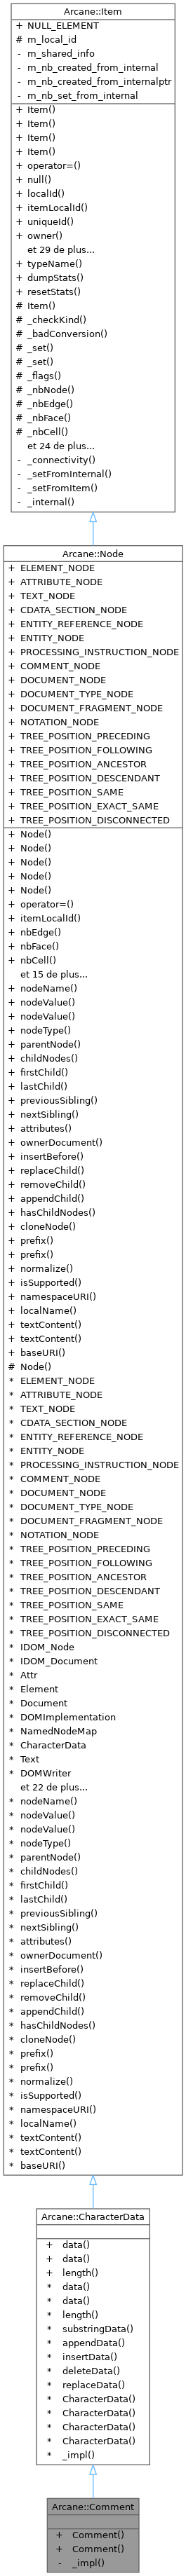 Arcane::Item
+ NULL_ELEMENT
# m_local_id
- m_shared_info
- m_nb_created_from_internal
- m_nb_created_from_internalptr
- m_nb_set_from_internal
+ Item()
+ Item()
+ Item()
+ Item()
+ operator=()
+ null()
+ localId()
+ itemLocalId()
+ uniqueId()
+ owner()
et 29 de plus...
+ typeName()
+ dumpStats()
+ resetStats()
# Item()
# _checkKind()
# _badConversion()
# _set()
# _set()
# _flags()
# _nbNode()
# _nbEdge()
# _nbFace()
# _nbCell()
et 24 de plus...
- _connectivity()
- _setFromInternal()
- _setFromItem()
- _internal()
Arcane::Node
+ ELEMENT_NODE
+ ATTRIBUTE_NODE
+ TEXT_NODE
+ CDATA_SECTION_NODE
+ ENTITY_REFERENCE_NODE
+ ENTITY_NODE
+ PROCESSING_INSTRUCTION_NODE
+ COMMENT_NODE
+ DOCUMENT_NODE
+ DOCUMENT_TYPE_NODE
+ DOCUMENT_FRAGMENT_NODE
+ NOTATION_NODE
+ TREE_POSITION_PRECEDING
+ TREE_POSITION_FOLLOWING
+ TREE_POSITION_ANCESTOR
+ TREE_POSITION_DESCENDANT
+ TREE_POSITION_SAME
+ TREE_POSITION_EXACT_SAME
+ TREE_POSITION_DISCONNECTED
+ Node()
+ Node()
+ Node()
+ Node()
+ Node()
+ operator=()
+ itemLocalId()
+ nbEdge()
+ nbFace()
+ nbCell()
et 15 de plus...
+ nodeName()
+ nodeValue()
+ nodeValue()
+ nodeType()
+ parentNode()
+ childNodes()
+ firstChild()
+ lastChild()
+ previousSibling()
+ nextSibling()
+ attributes()
+ ownerDocument()
+ insertBefore()
+ replaceChild()
+ removeChild()
+ appendChild()
+ hasChildNodes()
+ cloneNode()
+ prefix()
+ prefix()
+ normalize()
+ isSupported()
+ namespaceURI()
+ localName()
+ textContent()
+ textContent()
+ baseURI()
# Node()
* ELEMENT_NODE
* ATTRIBUTE_NODE
* TEXT_NODE
* CDATA_SECTION_NODE
* ENTITY_REFERENCE_NODE
* ENTITY_NODE
* PROCESSING_INSTRUCTION_NODE
* COMMENT_NODE
* DOCUMENT_NODE
* DOCUMENT_TYPE_NODE
* DOCUMENT_FRAGMENT_NODE
* NOTATION_NODE
* TREE_POSITION_PRECEDING
* TREE_POSITION_FOLLOWING
* TREE_POSITION_ANCESTOR
* TREE_POSITION_DESCENDANT
* TREE_POSITION_SAME
* TREE_POSITION_EXACT_SAME
* TREE_POSITION_DISCONNECTED
* IDOM_Node
* IDOM_Document
* Attr
* Element
* Document
* DOMImplementation
* NamedNodeMap
* CharacterData
* Text
* DOMWriter
et 22 de plus...
* nodeName()
* nodeValue()
* nodeValue()
* nodeType()
* parentNode()
* childNodes()
* firstChild()
* lastChild()
* previousSibling()
* nextSibling()
* attributes()
* ownerDocument()
* insertBefore()
* replaceChild()
* removeChild()
* appendChild()
* hasChildNodes()
* cloneNode()
* prefix()
* prefix()
* normalize()
* isSupported()
* namespaceURI()
* localName()
* textContent()
* textContent()
* baseURI()
Arcane::CharacterData
+ data()
+ data()
+ length()
* data()
* data()
* length()
* substringData()
* appendData()
* insertData()
* deleteData()
* replaceData()
* CharacterData()
* CharacterData()
* CharacterData()
* CharacterData()
* _impl()
Arcane::Comment
+ Comment()
+ Comment()
- _impl()